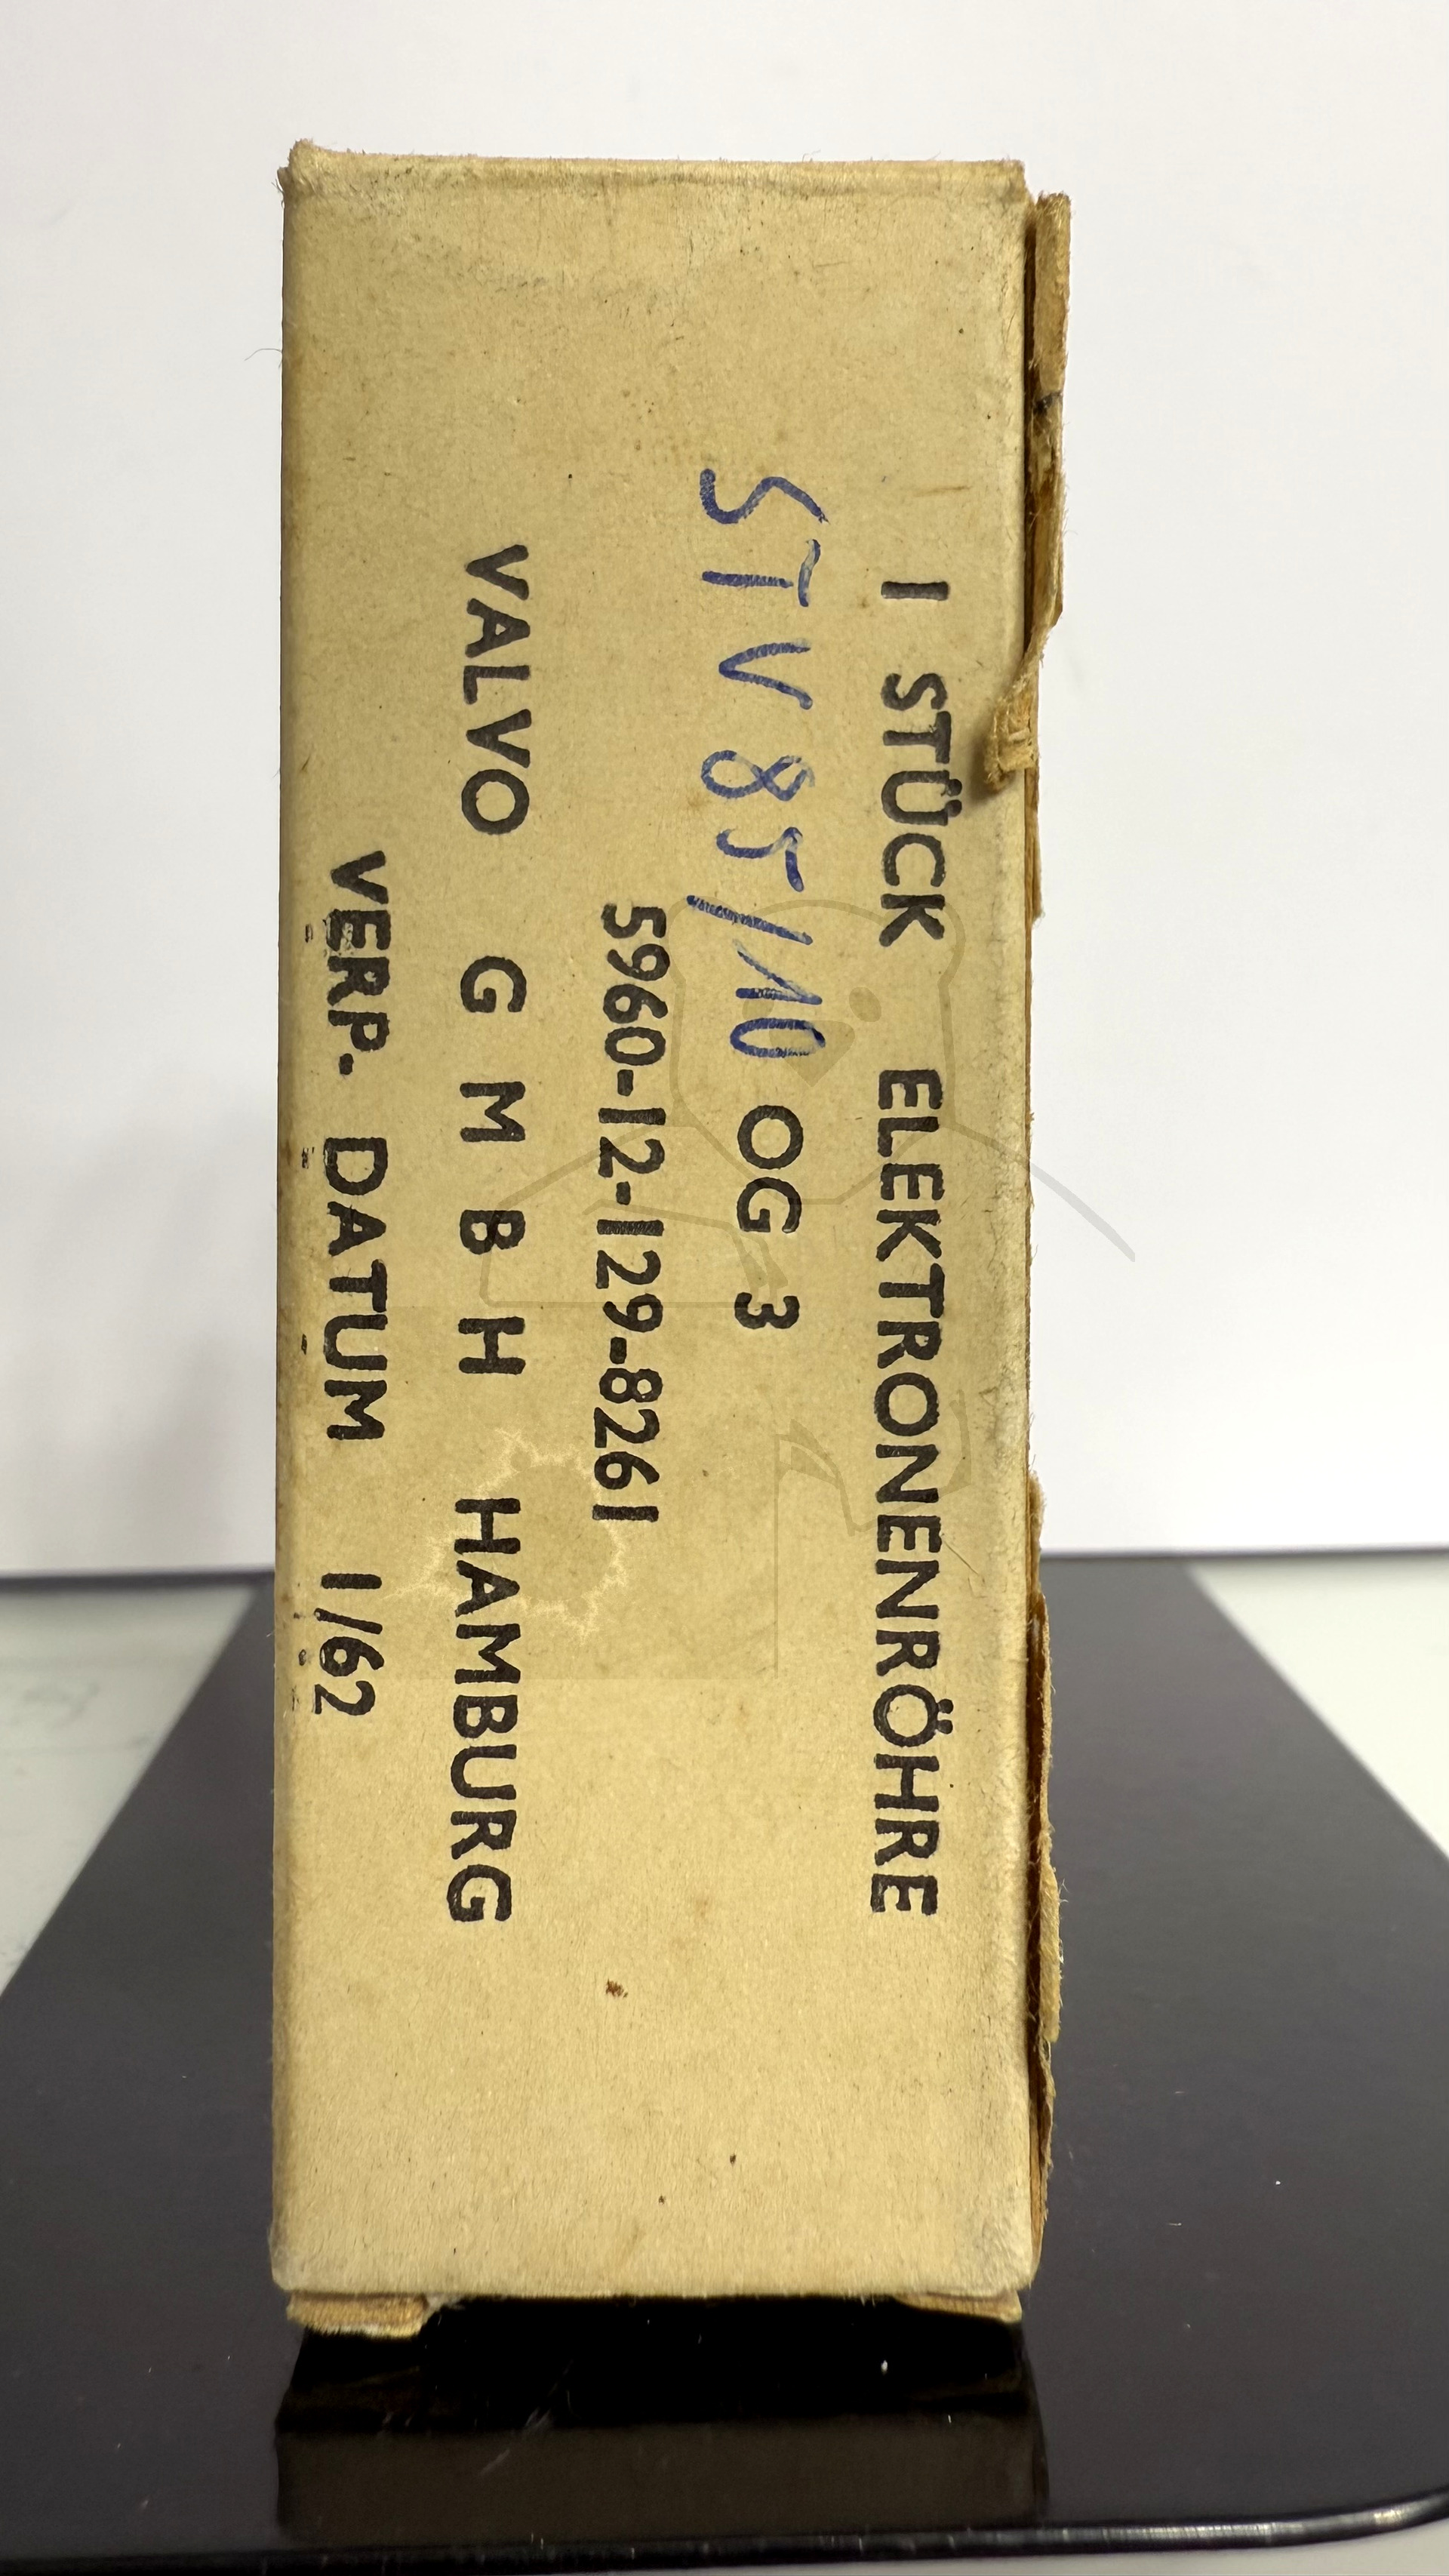 1 STÜCK ELEKTRONENRÖHRE
STV 85/10 OG 3
5960-12-129-8261
VALVO G M B H HAMBURG
VERP. DATUM 1/62